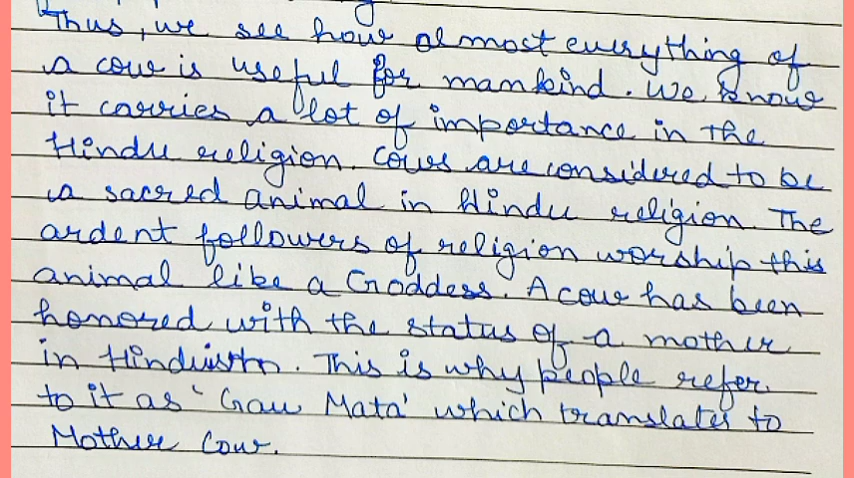 Thus, we see how almost everything of
a cow is useful for mankind. We know
it carries a lot of importance in the
Hindu religion. Cows are considered to be
a sacred animal in Hindu religion. The
ardent followers of religion worship this
animal like a Goddess. A cow has been
honored with the status of a mother
in Hinduism. This is why people refer
to it as 'Gau Mata' which translates to
Mother Cow.